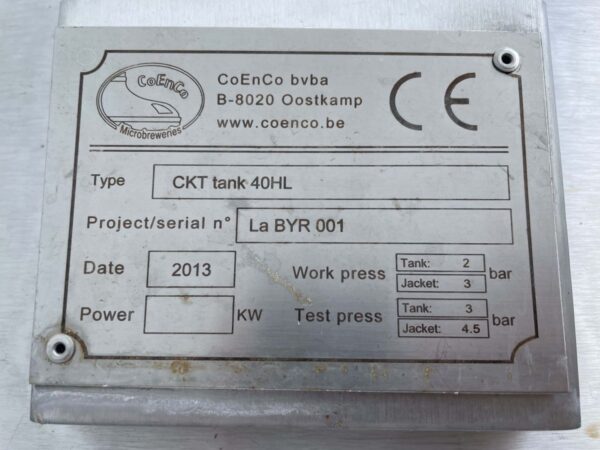 CoEnCo
Microbreweries
CoEnCo bvba
B-8020 Oostkamp
www.coenco.be
CE
Type CKT tank 40HL
Project/serial n° La BYR 001
Date 2013 Work press Tank: 2 Jacket: 3 bar
Power KW Test press Tank: 3 Jacket: 4.5 bar